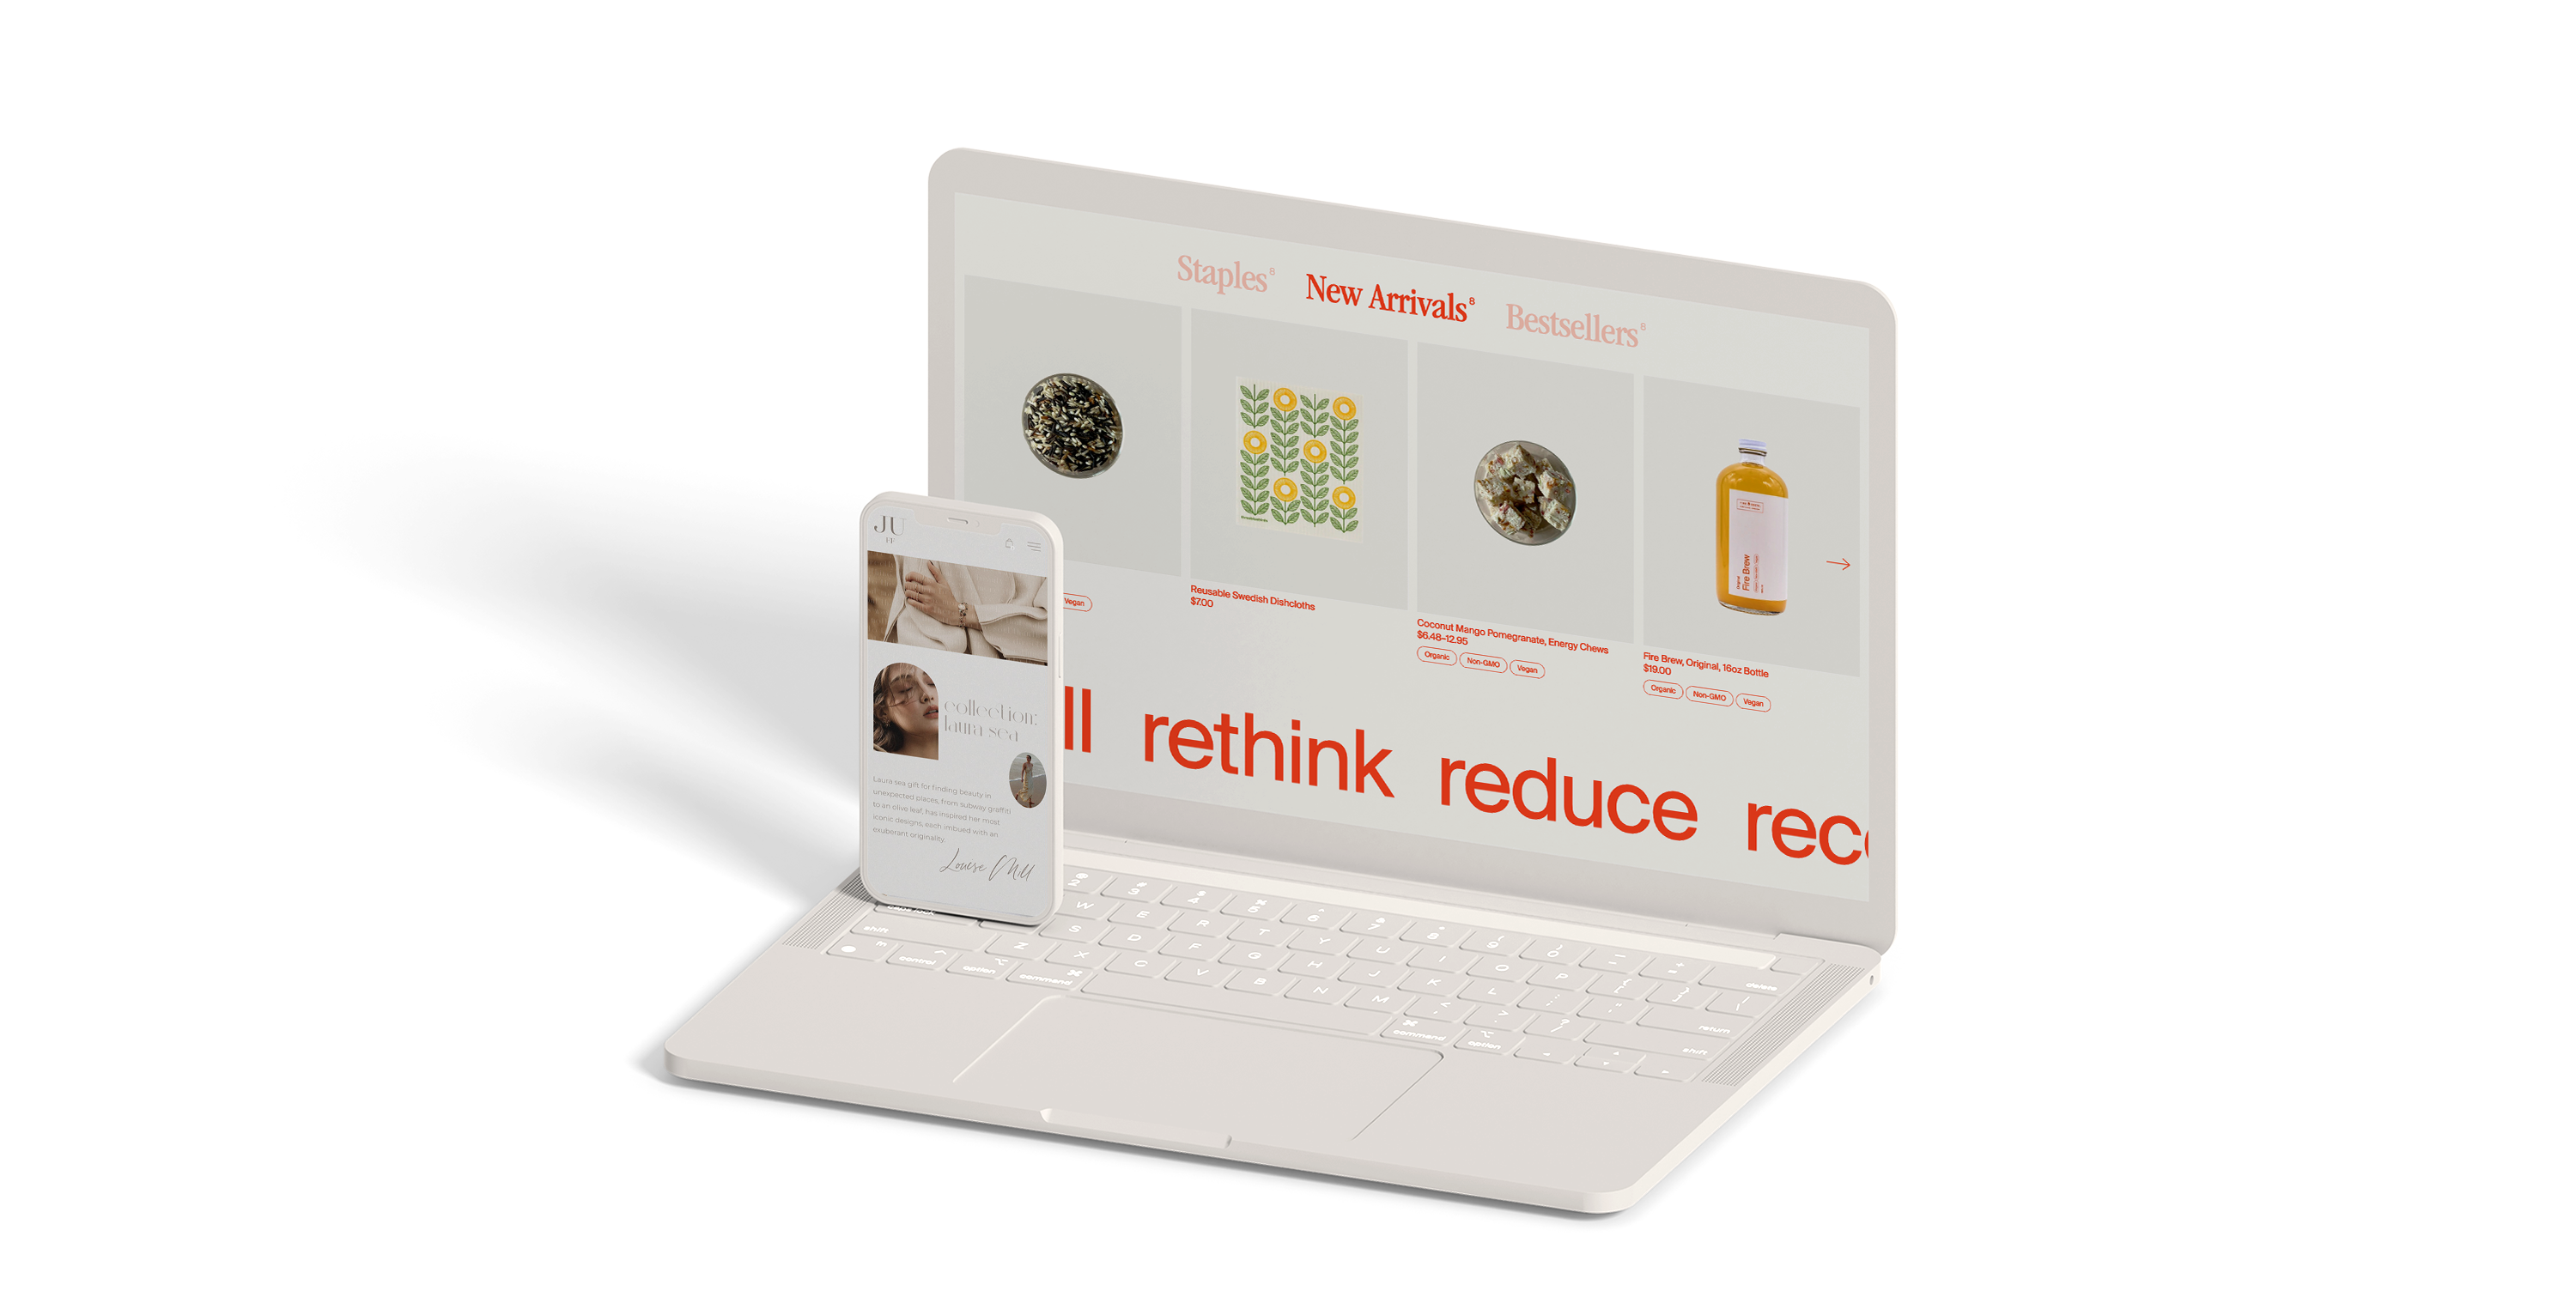 Staples8
New Arrivals8
Bestsellers8
Vegan
Reusable Swedish Dishcloths
$7.00
Coconut Mango Pomegranate, Energy Chews
$6.48–12.95
Organic
Non-GMO
Vegan
Fire Brew
Fire Brew, Original, 16oz Bottle
$19.00
Organic
Non-GMO
Vegan
ll rethink reduce rec
JU
collection:
laura sea
Laura sea gift for finding beauty in
unexpected places, from subway graffiti
to an olive leaf, has inspired her most
iconic designs, each imbued with an
exuberant originality.
Louise Mill
W E R T Y U I O P
delete
S D F G H J K L
return
shift
Z X C V B N M
shift
control
option
command
command
option